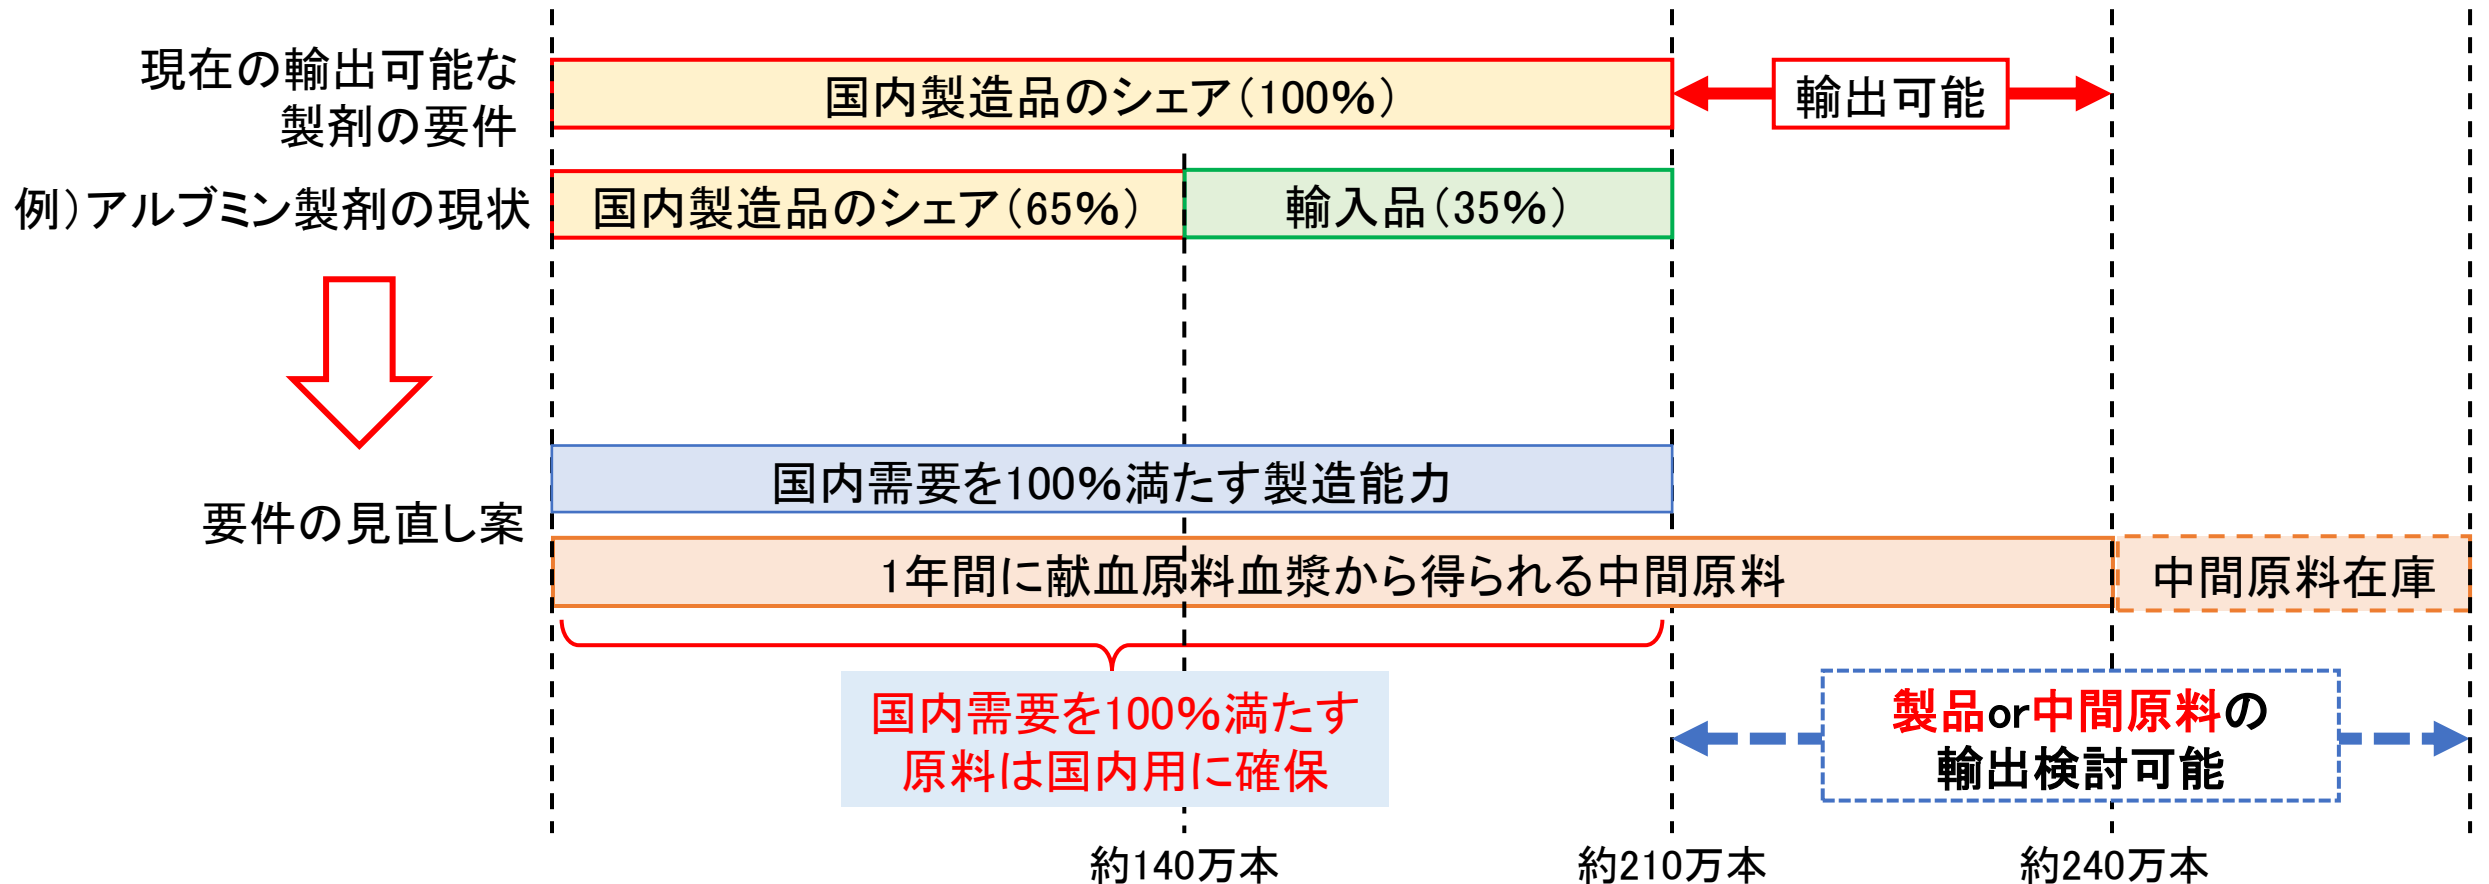 現在の輸出可能な
製剤の要件
国内製造品のシェア（100％）
輸出可能
例）アルブミン製剤の現状
国内製造品のシェア（65％）
輸入品（35％）
要件の見直し案
国内需要を100％満たす製造能力
1年間に献血原料血漿から得られる中間原料
中間原料在庫
国内需要を100％満たす
原料は国内用に確保
製品or中間原料の
輸出検討可能
約140万本
約210万本
約240万本